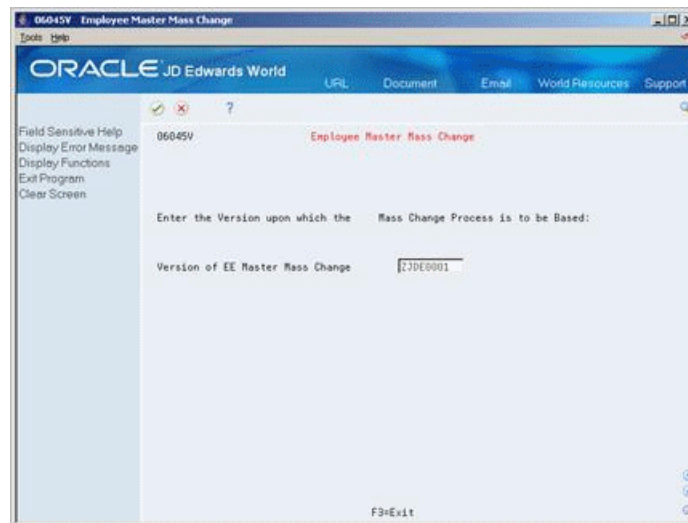 06045V Employee Master Mass Change
Tools Help
ORACLE JD Edwards World
URL Document Email World Resources Support
?
Field Sensitive Help
Display Error Message
Display Functions
Exit Program
Clear Screen
06045V Employee Master Mass Change
Enter the Version upon which the Mass Change Process is to be Based:
Version of EE Master Mass Change ZJDE0001
F3=Exit